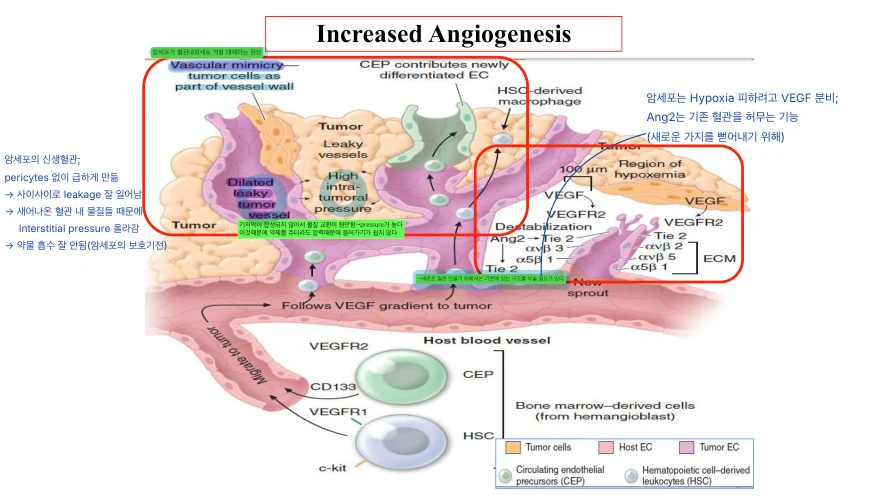 Increased Angiogenesis
암세포가 혈관내피세포 역할 대체하는 현상
Vascular mimicry
tumor cells as
part of vessel wall
CEP contributes newly
differentiated EC
HSC-derived
macrophage
암세포는 Hypoxia 피하려고 VEGF 분비;
Ang2는 기존 혈관을 허무는 기능
(새로운 가지를 뻗어내기 위해)
암세포의 신생혈관;
pericytes 없이 급하게 만듦
→ 사이사이로 leakage 잘 일어남
→ 새어나온 혈관 내 물질들 때문에
Interstitial pressure 올라감
→ 약물 흡수 잘 안됨(암세포의 보호기전)
Tumor
Leaky
vessels
Dilated
leaky
tumor
vessel
High
intra-
tumoral
pressure
Tumor
Tumor
Region of
hypoxemia
100 μm
VEGF
VEGFR2
VEGF
VEGFR2
Destabilization
Ang2
Tie 2
αvβ 3
α5β 1
Tie 2
Tie 2
αvβ 2
αvβ 5
α5β 1
ECM
New
sprout
Follows VEGF gradient to tumor
Migrate to tumor
Host blood vessel
VEGFR2
CD133
CEP
VEGFR1
HSC
c-kit
Bone marrow–derived cells
(from hemangioblast)
Tumor cells
Host EC
Tumor EC
Circulating endothelial
precursors (CEP)
Hematopoietic cell–derived
leukocytes (HSC)